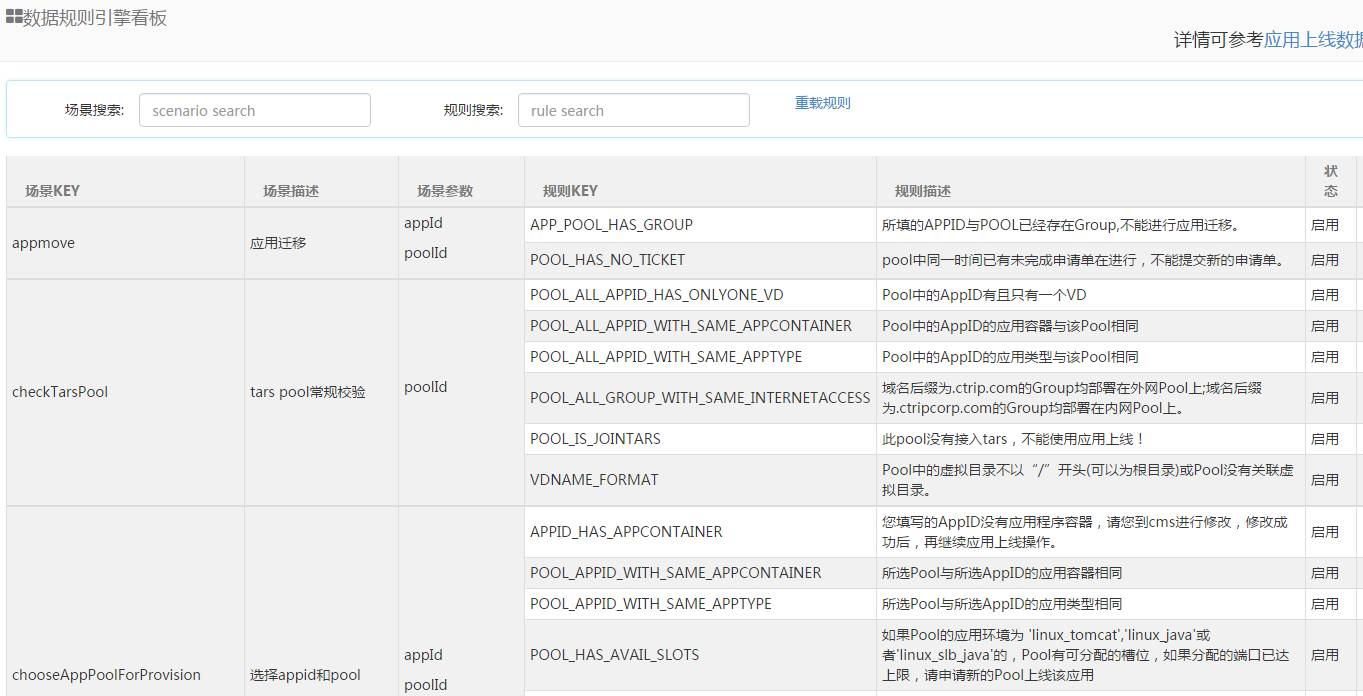 数据规则引擎看板
详情可参考应用上线数据
场景搜索: scenario search 规则搜索: rule search 重载规则
场景KEY 场景描述 场景参数 规则KEY 规则描述 状态
appmove 应用迁移 appId poolId
APP_POOL_HAS_GROUP 所填的APPID与POOL已经存在Group,不能进行应用迁移。 启用
POOL_HAS_NO_TICKET pool中同一时间已有未完成申请单在进行，不能提交新的申请单。 启用
checkTarsPool tars pool常规校验 poolId
POOL_ALL_APPID_HAS_ONLYONE_VD Pool中的AppID有且只有一个VD 启用
POOL_ALL_APPID_WITH_SAME_APPCONTAINER Pool中的AppID的应用容器与该Pool相同 启用
POOL_ALL_APPID_WITH_SAME_APPTYPE Pool中的AppID的应用类型与该Pool相同 启用
POOL_ALL_GROUP_WITH_SAME_INTERNETACCESS 域名后缀为.ctrip.com的Group均部署在外网Pool上;域名后缀
为.ctripcorp.com的Group均部署在内网Pool上。 启用
POOL_IS_JOINTARS 此pool没有接入tars，不能使用应用上线！ 启用
VDNAME_FORMAT Pool中的虚拟目录不以“/”开头(可以为根目录)或Pool没有关联虚
拟目录。 启用
chooseAppPoolForProvision 选择appid和pool appId poolId
APPID_HAS_APPCONTAINER 您填写的AppID没有应用程序容器，请您到cms进行修改，修改成
功后，再继续应用上线操作。 启用
POOL_APPID_WITH_SAME_APPCONTAINER 所选Pool与所选AppID的应用容器相同 启用
POOL_APPID_WITH_SAME_APPTYPE 所选Pool与所选AppID的应用类型相同 启用
POOL_HAS_AVAIL_SLOTS 如果Pool的应用环境为 'linux_tomcat','linux_java'或
者'linux_slb_java'的，Pool有可分配的槽位，如果分配的端口已达
上限，请申请新的Pool上线该应用 启用